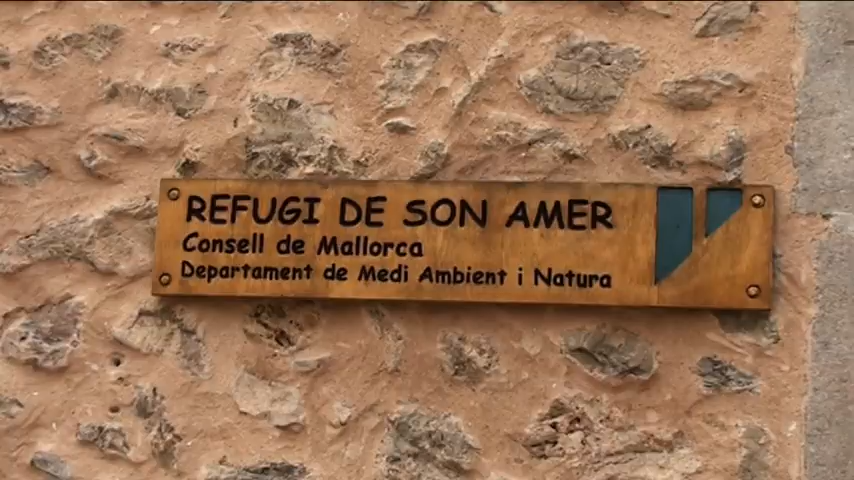 REFUGI DE SON AMER
Consell de Mallorca
Departament de Medi Ambient i Natura